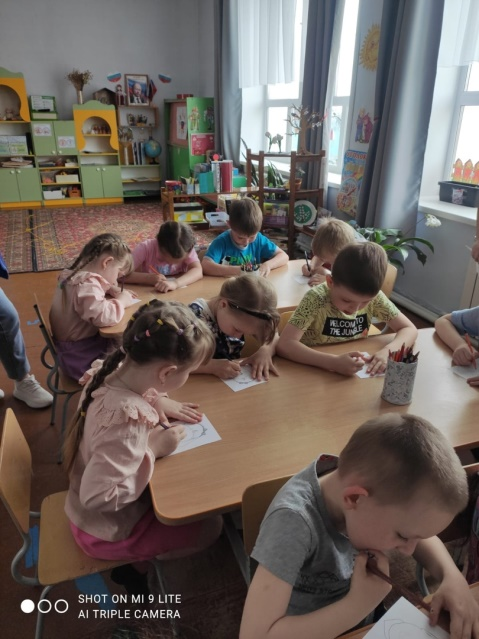 WELCOME TO
the JUNGLE
SHOT ON MI 9 LITE
AI TRIPLE CAMERA